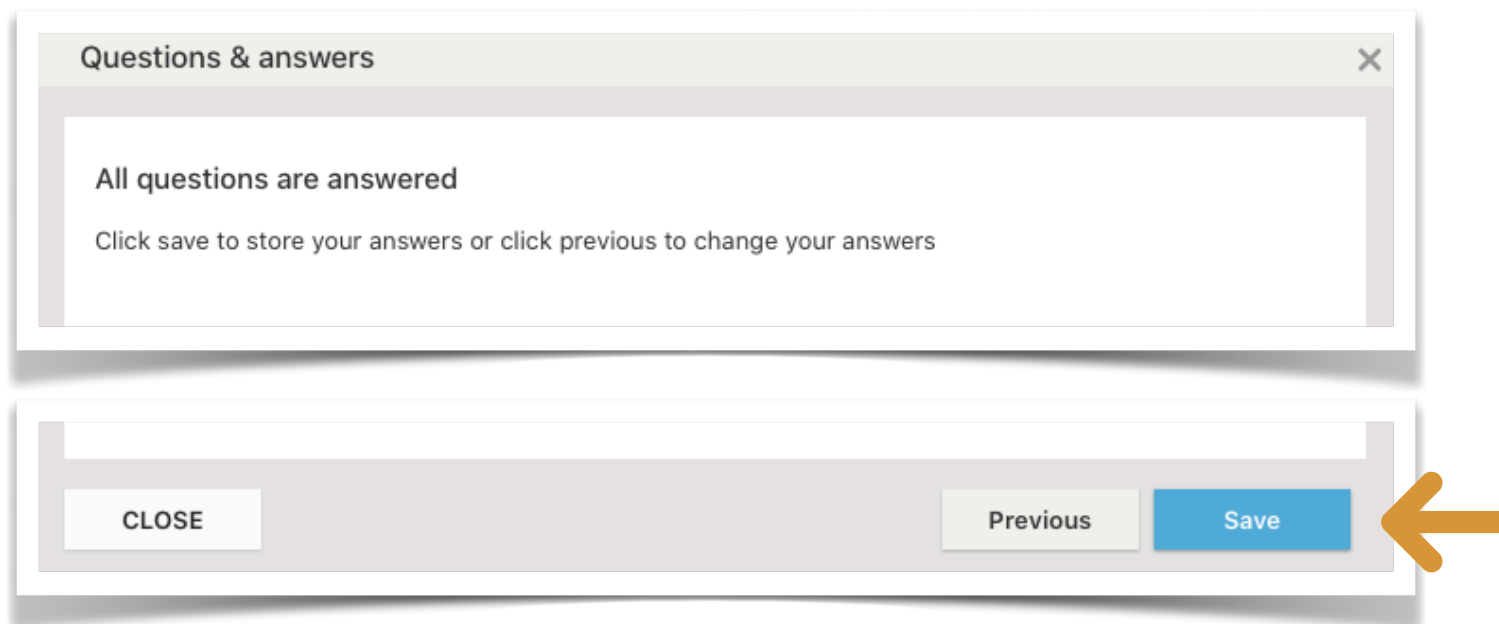 Questions & answers
All questions are answered
Click save to store your answers or click previous to change your answers
CLOSE
Previous
Save